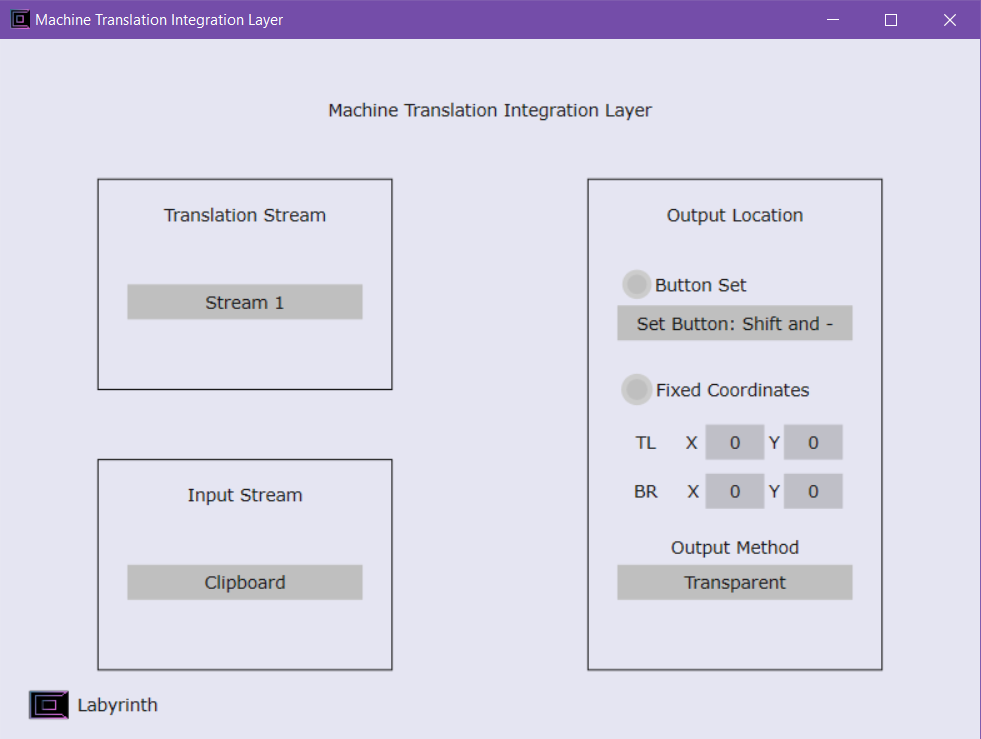 Machine Translation Integration Layer
Machine Translation Integration Layer
Translation Stream
Stream 1
Input Stream
Clipboard
Output Location
Button Set
Set Button: Shift and -
Fixed Coordinates
TL X 0 Y 0
BR X 0 Y 0
Output Method
Transparent
Labyrinth